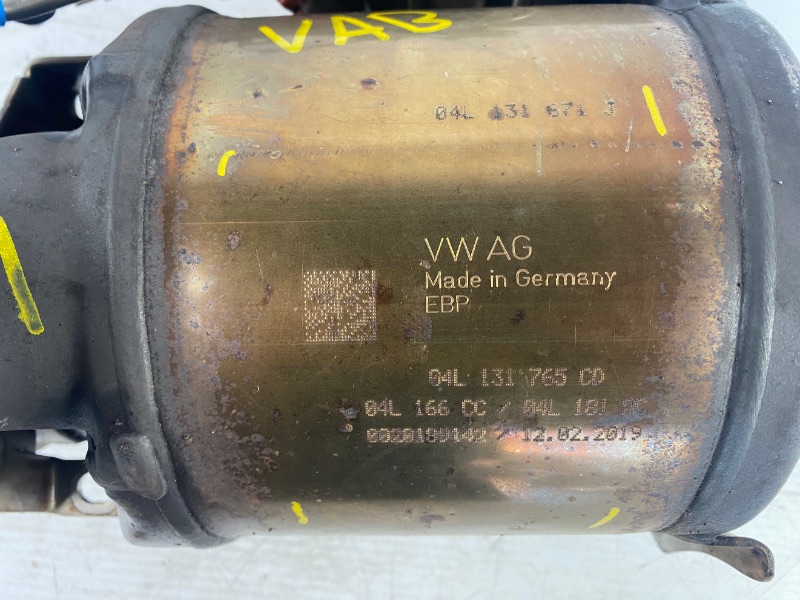 VAB
04L 131 671 J
VW AG
Made in Germany
EBP
04L 131 765 CD
04L 166 CC / 04L 181
/ 12.02.2019